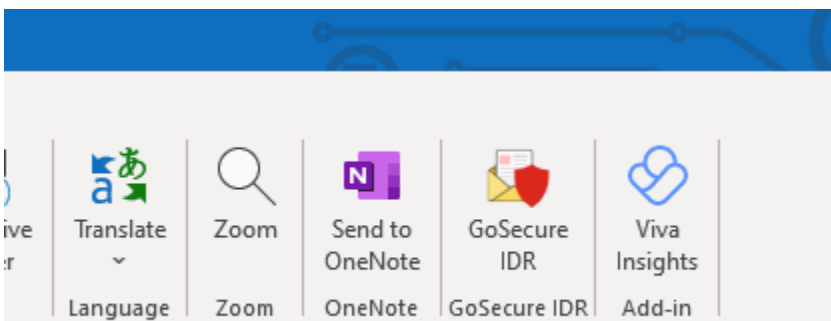 Translate
Zoom
Send to
OneNote
GoSecure
IDR
Viva
Insights
Language
Zoom
OneNote
GoSecure IDR
Add-in